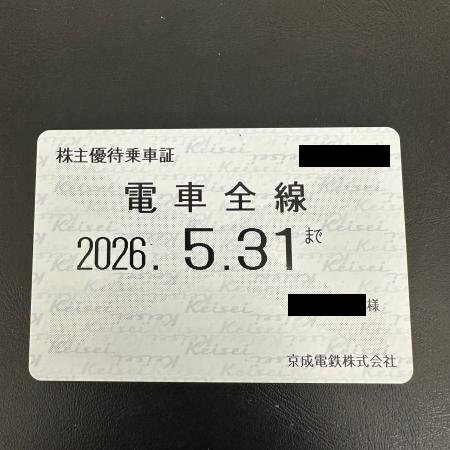 株主優待乗車証
電車全線
2026. 5.31まで
様
京成電鉄株式会社
Keisei